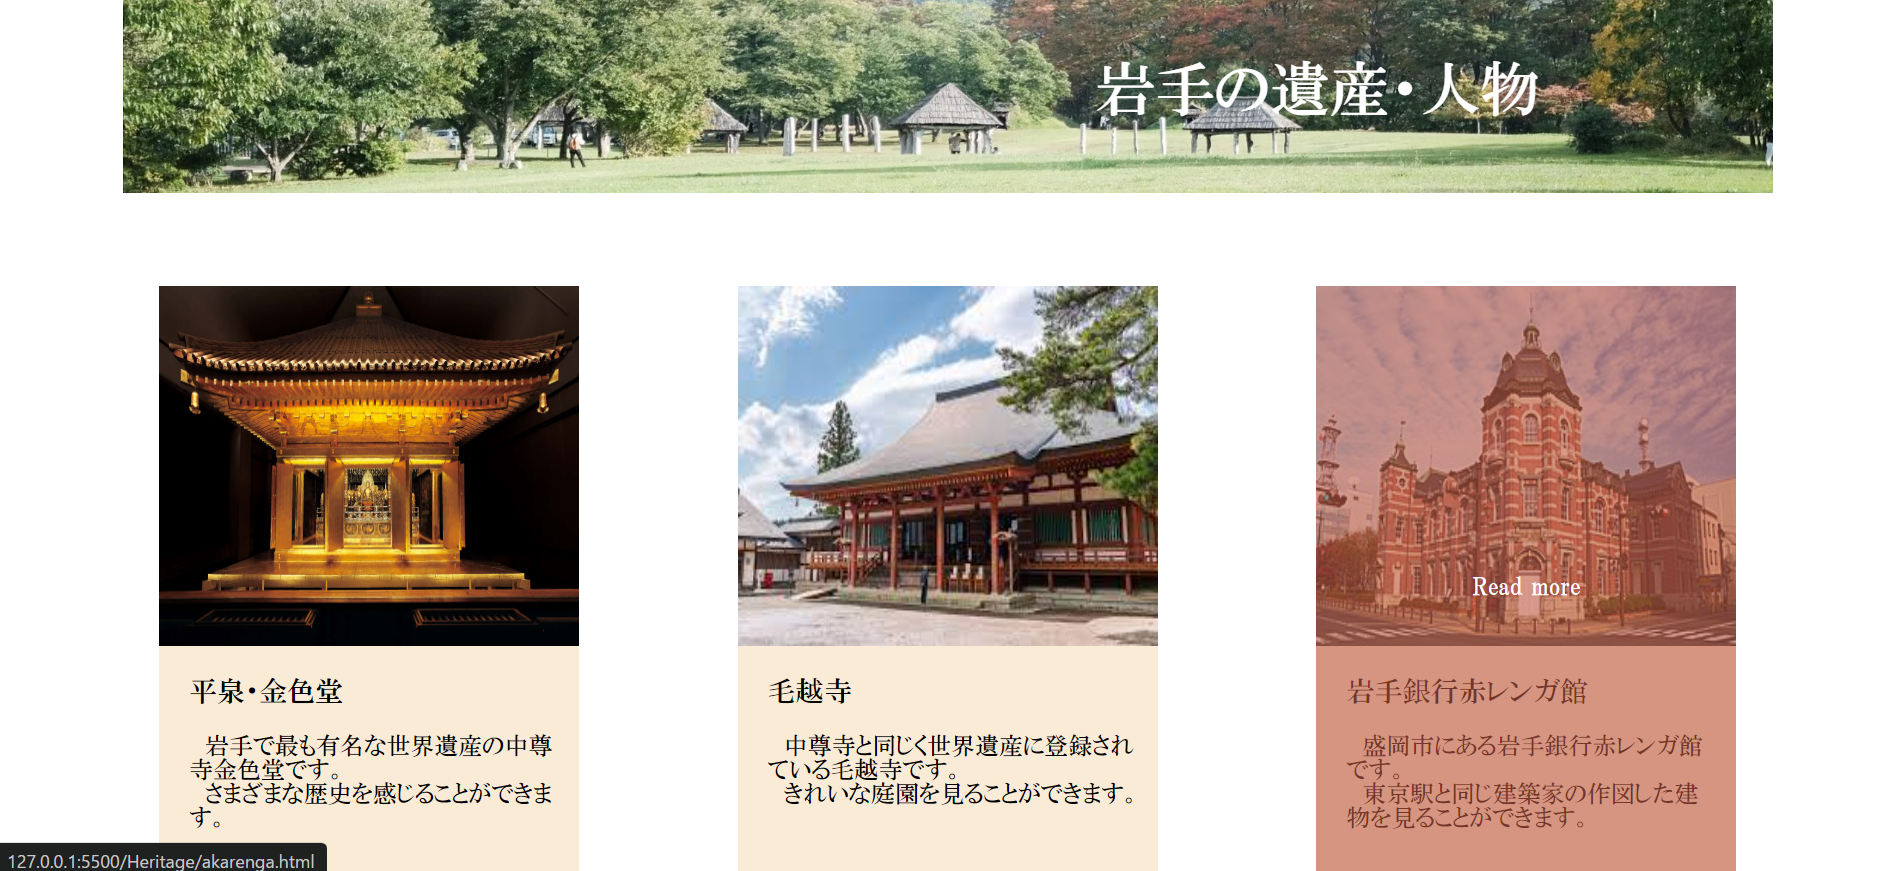 岩手の遺産・人物
Read more
平泉・金色堂
岩手で最も有名な世界遺産の中尊
寺金色堂です。
さまざまな歴史を感じることができま
す。
毛越寺
中尊寺と同じく世界遺産に登録され
ている毛越寺です。
きれいな庭園を見ることができます。
岩手銀行赤レンガ館
盛岡市にある岩手銀行赤レンガ館
です。
東京駅と同じ建築家の作図した建
物を見ることができます。
127.0.0.1:5500/Heritage/akarenga.html